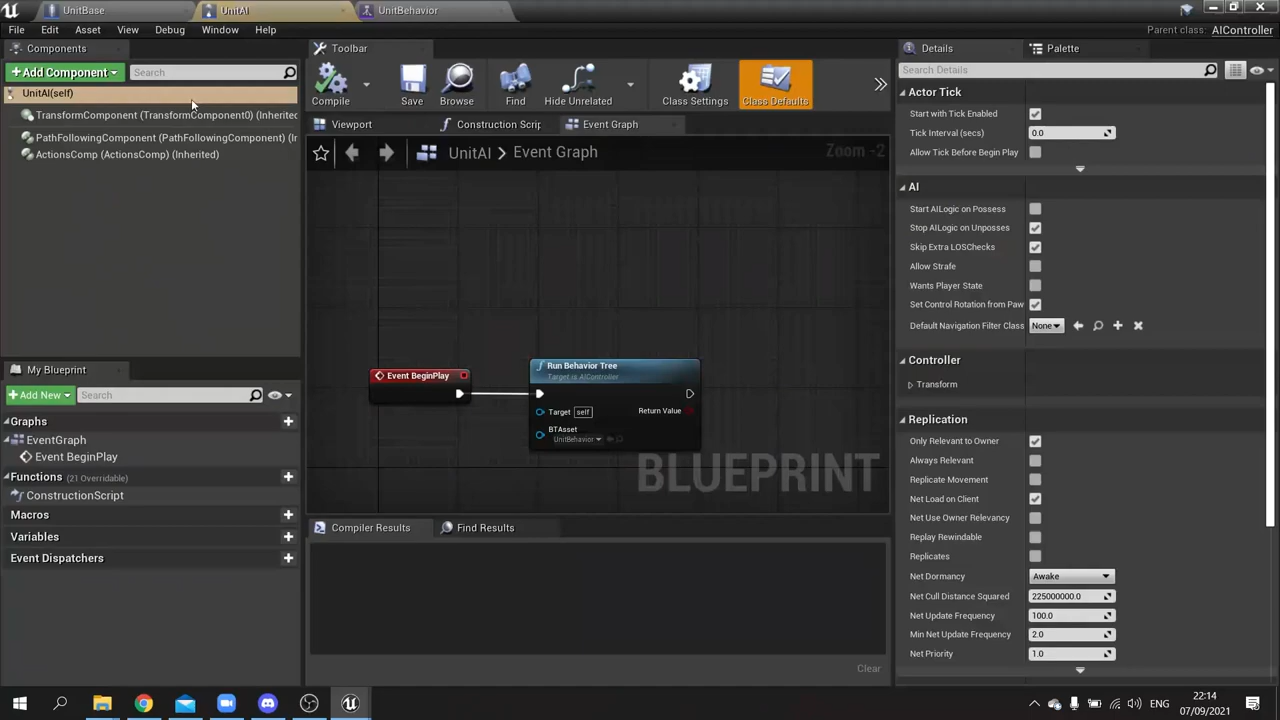 UnitBase
UnitAI
UnitBehavior
File
Edit
Asset
View
Debug
Window
Help
Parent class: AIController
Components
+Add Component
Search
UnitAI(self)
TransformComponent (TransformComponent0) (Inherited
PathFollowingComponent (PathFollowingComponent) (I
ActionsComp (ActionsComp) (Inherited)
Toolbar
Compile
Save
Browse
Find
Hide Unrelated
Class Settings
Class Defaults
Viewport
Construction Scrip
Event Graph
UnitAI > Event Graph
Zoom -2
Event BeginPlay
Run Behavior Tree
Target is AIController
Target self
Return Value
BTAsset
UnitBehavior
BLUEPRINT
My Blueprint
+Add New
Search
Graphs
EventGraph
Event BeginPlay
Functions (21 Overridable)
ConstructionScript
Macros
Variables
Event Dispatchers
Compiler Results
Find Results
Clear
Details
Palette
Search Details
Actor Tick
Start with Tick Enabled
Tick Interval (secs) 0.0
Allow Tick Before Begin Play
AI
Start AILogic on Possess
Stop AILogic on Unposses
Skip Extra LOSChecks
Allow Strafe
Wants Player State
Set Control Rotation from Paw
Default Navigation Filter Class None
Controller
Transform
Replication
Only Relevant to Owner
Always Relevant
Replicate Movement
Net Load on Client
Net Use Owner Relevancy
Replay Rewindable
Replicates
Net Dormancy Awake
Net Cull Distance Squared 225000000.0
Net Update Frequency 100.0
Min Net Update Frequency 2.0
Net Priority 1.0
ENG
22:14
07/09/2021